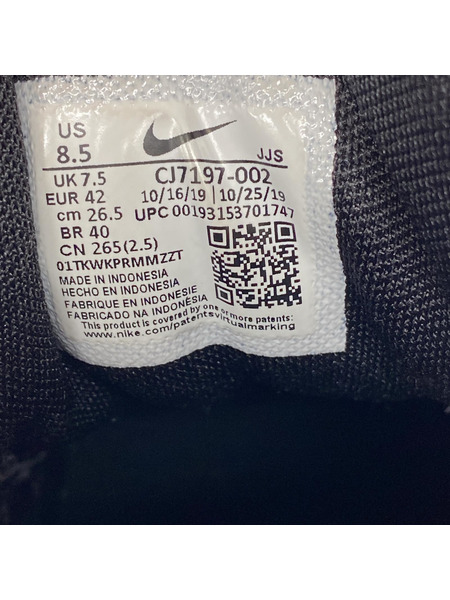 US
8.5 JJS
UK 7.5 CJ7197-002
EUR 42 10/16/19 10/25/19
cm 26.5 UPC 00193153701747
BR 40
CN 265(2.5)
01TKWKPRMMZZT
MADE IN INDONESIA
HECHO EN INDONESIA
FABRIQUE EN INDONESIE
FABRICADO NA INDONÉSIA
This product is covered by one or more patents:
www.nike.com/patentsvirtualmarking